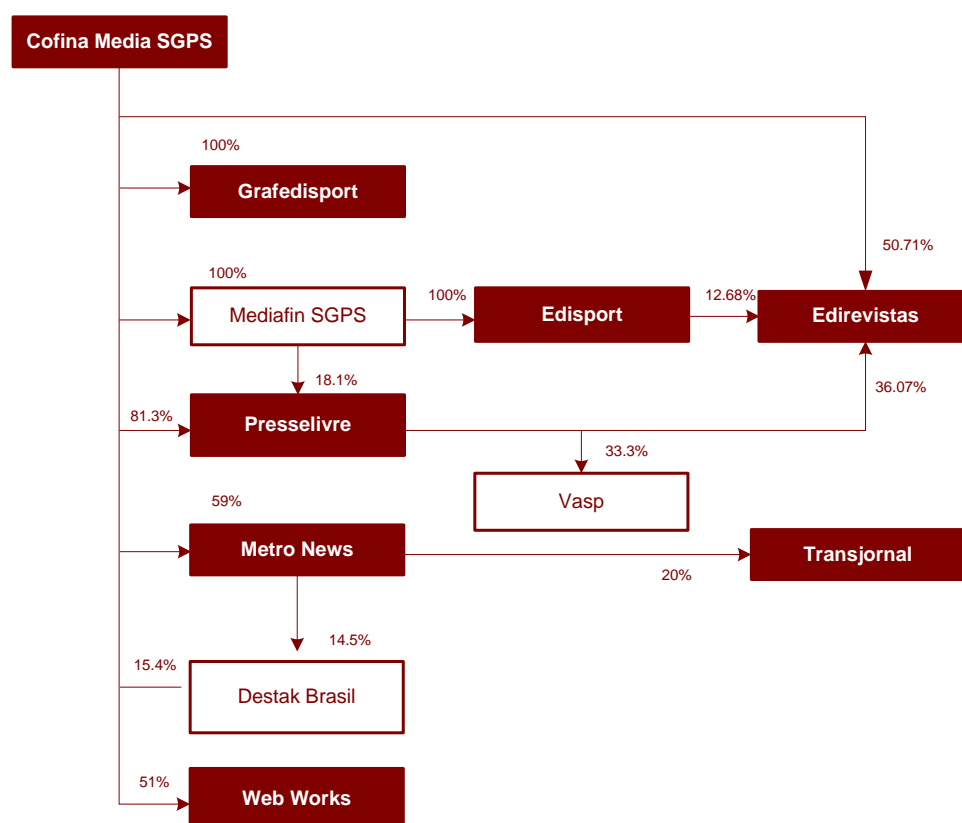 Cofina Media SGPS
100%
Grafedisport
50.71%
100%
Mediafin SGPS
100%
Edisport
12.68%
Edirevistas
18.1%
81.3%
Presselivre
36.07%
33.3%
Vasp
59%
Metro News
20%
Transjornal
14.5%
15.4%
Destak Brasil
51%
Web Works